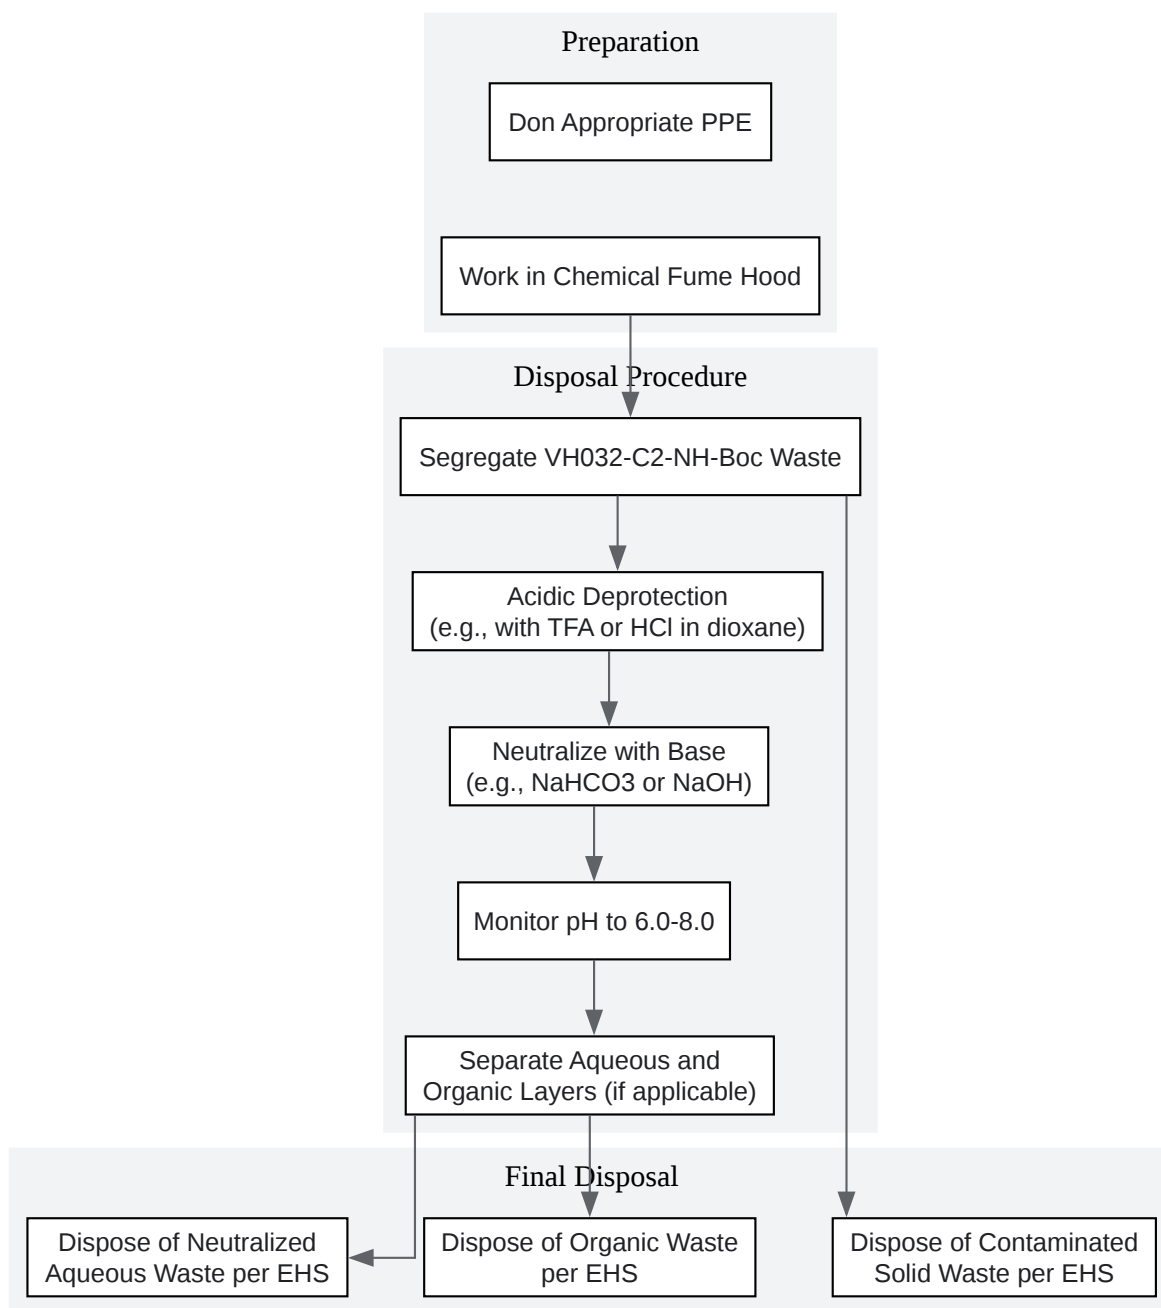 Preparation
Don Appropriate PPE
Work in Chemical Fume Hood
Disposal Procedure
Segregate VH032-C2-NH-Boc Waste
Acidic Deprotection
(e.g., with TFA or HCl in dioxane)
Neutralize with Base
(e.g., NaHCO3 or NaOH)
Monitor pH to 6.0-8.0
Separate Aqueous and
Organic Layers (if applicable)
Final Disposal
Dispose of Neutralized
Aqueous Waste per EHS
Dispose of Organic Waste
per EHS
Dispose of Contaminated
Solid Waste per EHS